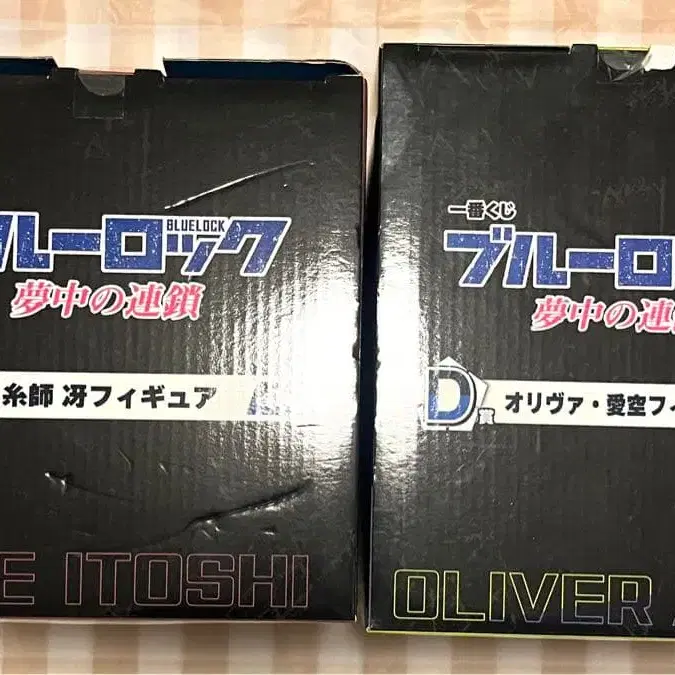 ルーロック
BLUELOCK
夢中の連鎖
糸師 冴フィギュア
E ITOSHI
一番くじ
ブルーロ
夢中の連
D賞
オリヴァ・愛空フィ
OLIVER